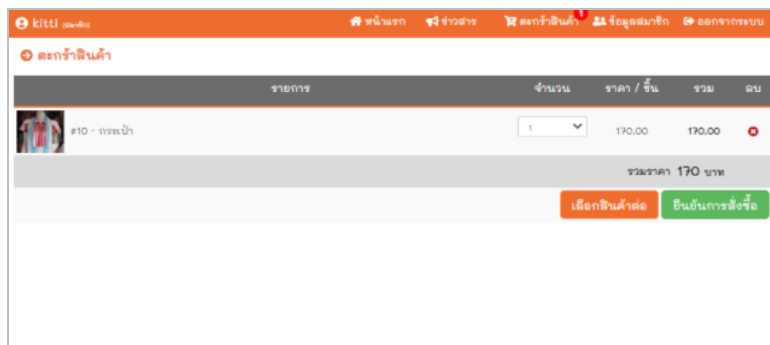 kitti (สมาชิก) หน้าแรก ข่าวสาร ตะกร้าสินค้า 1 ข้อมูลสมาชิก ออกจากระบบ
ตะกร้าสินค้า
รายการ จำนวน ราคา / ชิ้น รวม ลบ
#10 - กระเป๋า 1 170.00 170.00
รวมราคา 170 บาท
เลือกสินค้าต่อ ยืนยันการสั่งซื้อ